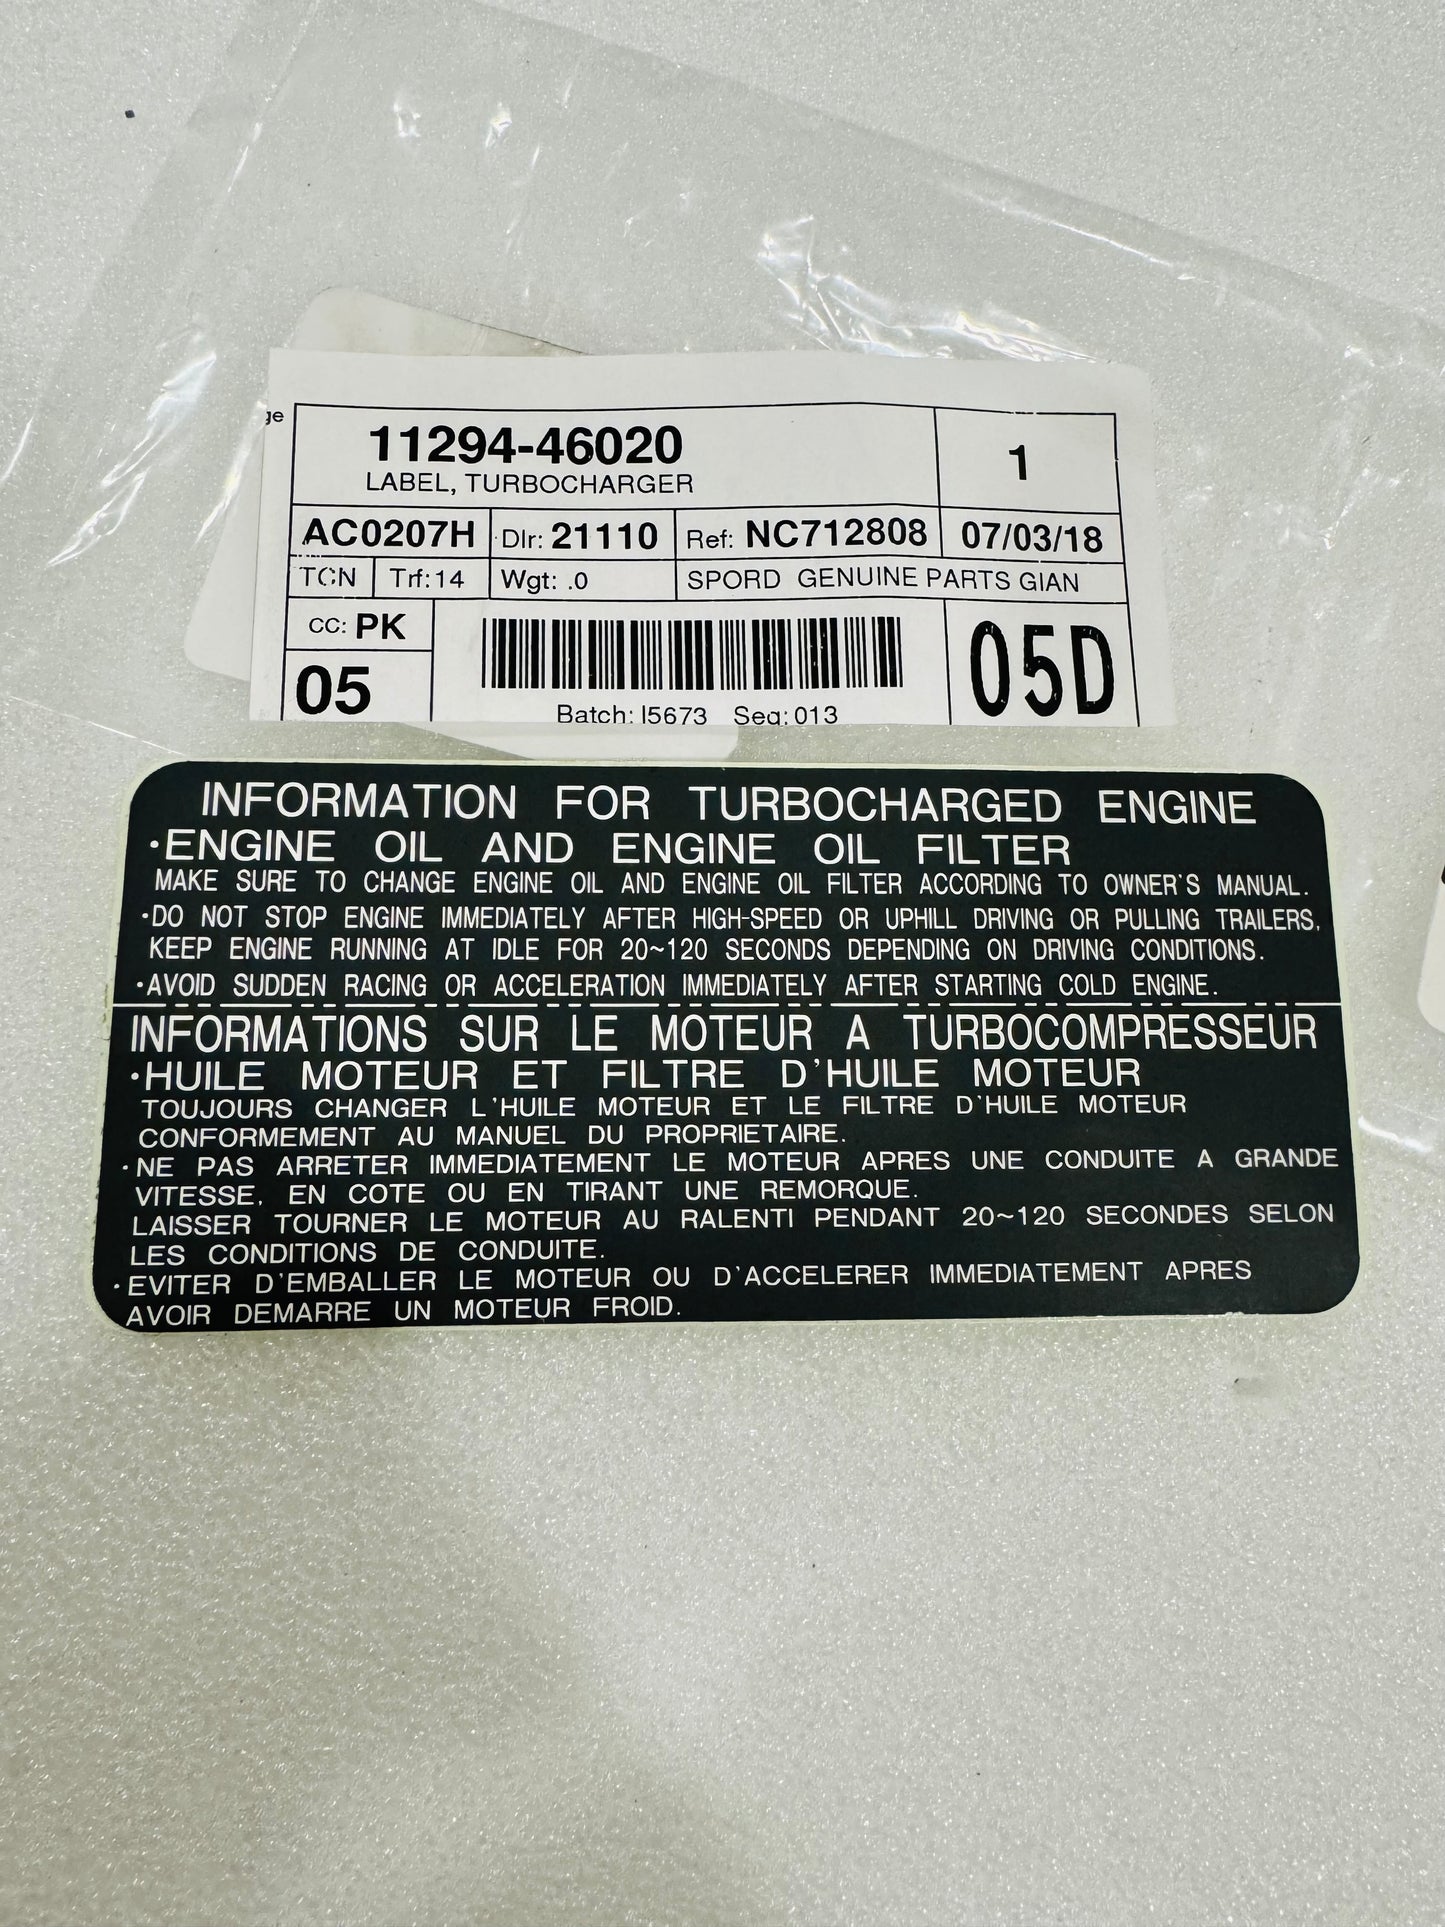 ge
11294-46020
1
LABEL, TURBOCHARGER
AC0207H Dlr: 21110 Ref: NC712808 07/03/18
TCN Trf: 14 Wgt: .0 SPORD GENUINE PARTS GIAN
CC: PK
05
05D
Batch: I5673 Seq: 013
INFORMATION FOR TURBOCHARGED ENGINE
·ENGINE OIL AND ENGINE OIL FILTER
MAKE SURE TO CHANGE ENGINE OIL AND ENGINE OIL FILTER ACCORDING TO OWNER'S MANUAL.
·DO NOT STOP ENGINE IMMEDIATELY AFTER HIGH-SPEED OR UPHILL DRIVING OR PULLING TRAILERS,
KEEP ENGINE RUNNING AT IDLE FOR 20~120 SECONDS DEPENDING ON DRIVING CONDITIONS.
·AVOID SUDDEN RACING OR ACCELERATION IMMEDIATELY AFTER STARTING COLD ENGINE.
INFORMATIONS SUR LE MOTEUR A TURBOCOMPRESSEUR
·HUILE MOTEUR ET FILTRE D'HUILE MOTEUR
TOUJOURS CHANGER L'HUILE MOTEUR ET LE FILTRE D'HUILE MOTEUR
CONFORMEMENT AU MANUEL DU PROPRIETAIRE.
·NE PAS ARRETER IMMEDIATEMENT LE MOTEUR APRES UNE CONDUITE A GRANDE
VITESSE, EN COTE OU EN TIRANT UNE REMORQUE.
LAISSER TOURNER LE MOTEUR AU RALENTI PENDANT 20~120 SECONDES SELON
LES CONDITIONS DE CONDUITE.
·EVITER D'EMBALLER LE MOTEUR OU D'ACCELERER IMMEDIATEMENT APRES
AVOIR DEMARRE UN MOTEUR FROID.